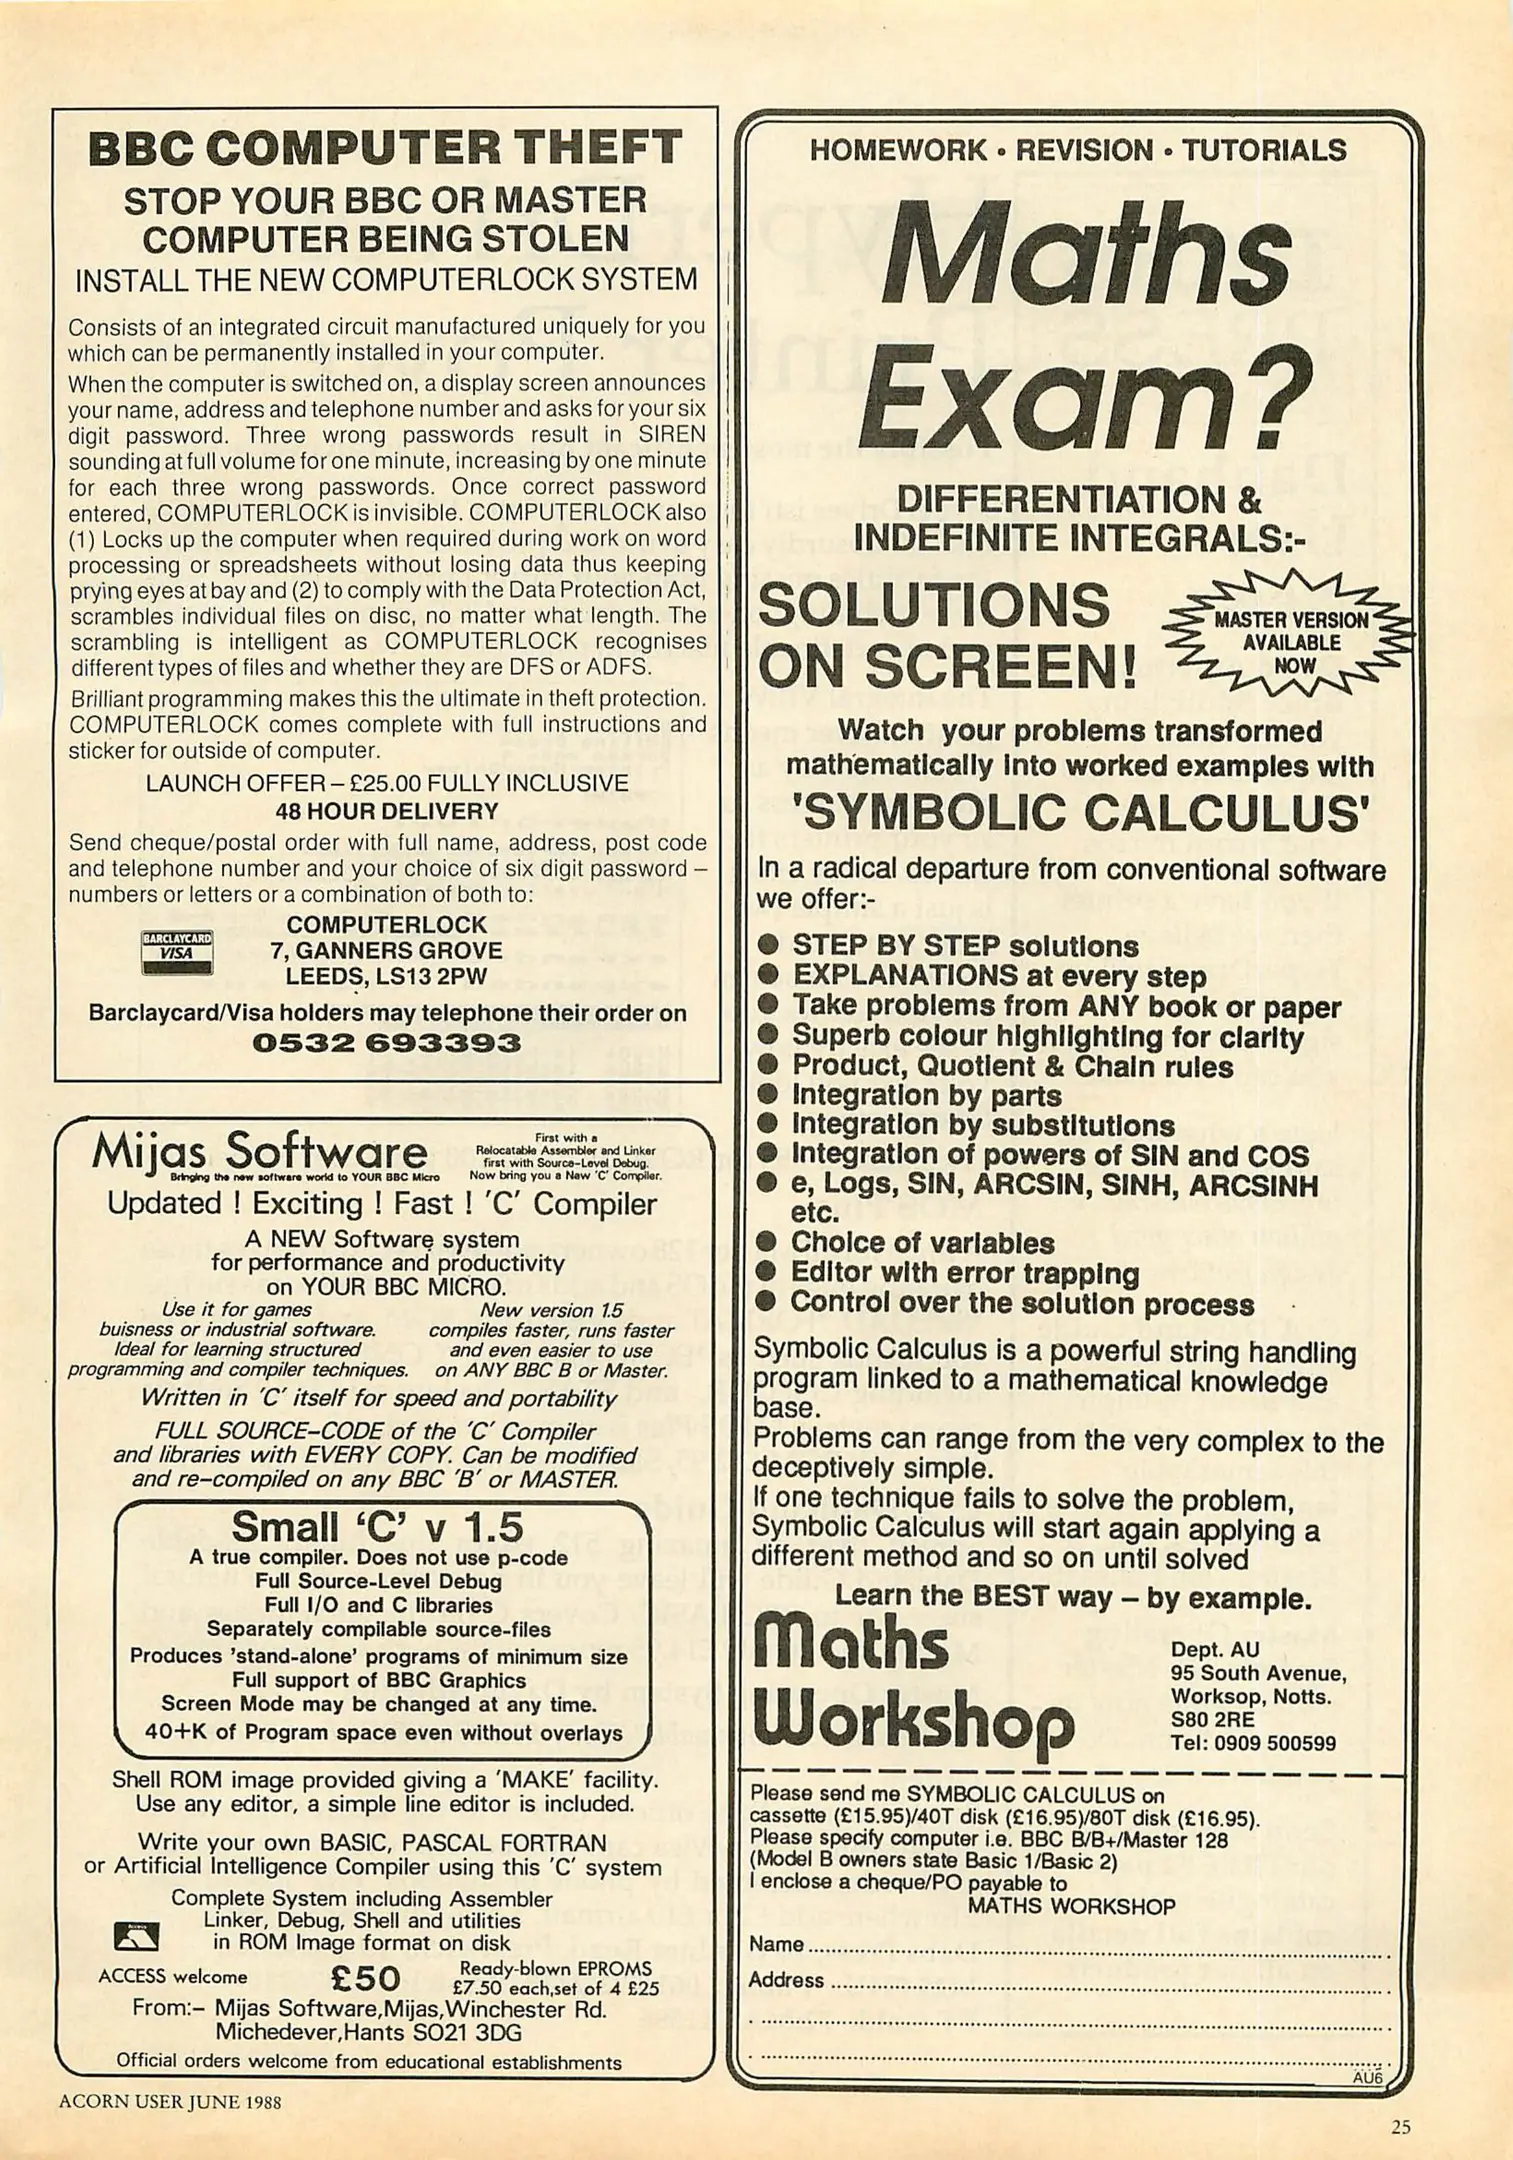 BBC COMPUTER THEFT
STOP YOUR BBC OR MASTER
COMPUTER BEING STOLEN
INSTALL THE NEW COMPUTERLOCK SYSTEM
Consists of an integrated circuit manufactured uniquely for you
which can be permanently installed in your computer.
When the computer is switched on, a display screen announces
your name, address and telephone number and asks for your six
digit password. Three wrong passwords result in SIREN
sounding at full volume for one minute, increasing by one minute
for each three wrong passwords. Once correct password
entered, COMPUTERLOCK is invisible. COMPUTERLOCK also
(1) Locks up the computer when required during work on word
processing or spreadsheets without losing data thus keeping
prying eyes at bay and (2) to comply with the Data Protection Act,
scrambles individual files on disc, no matter what length. The
scrambling is intelligent as COMPUTERLOCK recognises
different types of files and whether they are DFS or ADFS.
Brilliant programming makes this the ultimate in theft protection.
COMPUTERLOCK comes complete with full instructions and
sticker for outside of computer.
LAUNCH OFFER – £25.00 FULLY INCLUSIVE
48 HOUR DELIVERY
Send cheque/postal order with full name, address, post code
and telephone number and your choice of six digit password –
numbers or letters or a combination of both to:
BARCLAYCARD
VISA
COMPUTERLOCK
7, GANNERS GROVE
LEEDS, LS13 2PW
Barclaycard/Visa holders may telephone their order on
0532 693393
Mijas Software
Bringing the new software world to YOUR BBC Micro
First with a
Relocatable Assembler and Linker
first with Source-Level Debug.
Now bring you a New 'C' Compiler.
Updated ! Exciting ! Fast ! 'C' Compiler
A NEW Software system
for performance and productivity
on YOUR BBC MICRO.
Use it for games
buisness or industrial software.
Ideal for learning structured
programming and compiler techniques.
New version 1.5
compiles faster, runs faster
and even easier to use
on ANY BBC B or Master.
Written in 'C' itself for speed and portability
FULL SOURCE-CODE of the 'C' Compiler
and libraries with EVERY COPY. Can be modified
and re-compiled on any BBC 'B' or MASTER.
Small ‘C’ v 1.5
A true compiler. Does not use p-code
Full Source-Level Debug
Full I/O and C libraries
Separately compilable source-files
Produces 'stand-alone' programs of minimum size
Full support of BBC Graphics
Screen Mode may be changed at any time.
40+K of Program space even without overlays
Shell ROM image provided giving a 'MAKE' facility.
Use any editor, a simple line editor is included.
Write your own BASIC, PASCAL FORTRAN
or Artificial Intelligence Compiler using this 'C' system
Complete System including Assembler
Linker, Debug, Shell and utilities
in ROM Image format on disk
ACCESS welcome
£50
Ready-blown EPROMS
£7.50 each,set of 4 £25
From:- Mijas Software,Mijas,Winchester Rd.
Michedever,Hants SO21 3DG
Official orders welcome from educational establishments
HOMEWORK • REVISION • TUTORIALS
Maths
Exam?
DIFFERENTIATION &
INDEFINITE INTEGRALS:-
SOLUTIONS
ON SCREEN!
MASTER VERSION
AVAILABLE
NOW
Watch your problems transformed
mathematically into worked examples with
'SYMBOLIC CALCULUS'
In a radical departure from conventional software
we offer:-
● STEP BY STEP solutions
● EXPLANATIONS at every step
● Take problems from ANY book or paper
● Superb colour highlighting for clarity
● Product, Quotient & Chain rules
● Integration by parts
● Integration by substitutions
● Integration of powers of SIN and COS
● e, Logs, SIN, ARCSIN, SINH, ARCSINH
etc.
● Choice of variables
● Editor with error trapping
● Control over the solution process
Symbolic Calculus is a powerful string handling
program linked to a mathematical knowledge
base.
Problems can range from the very complex to the
deceptively simple.
If one technique fails to solve the problem,
Symbolic Calculus will start again applying a
different method and so on until solved
Learn the BEST way – by example.
Maths
Workshop
Dept. AU
95 South Avenue,
Worksop, Notts.
S80 2RE
Tel: 0909 500599
Please send me SYMBOLIC CALCULUS on
cassette (£15.95)/40T disk (£16.95)/80T disk (£16.95).
Please specify computer i.e. BBC B/B+/Master 128
(Model B owners state Basic 1/Basic 2)
I enclose a cheque/PO payable to
MATHS WORKSHOP
Name
Address
AU6
ACORN USER JUNE 1988
25